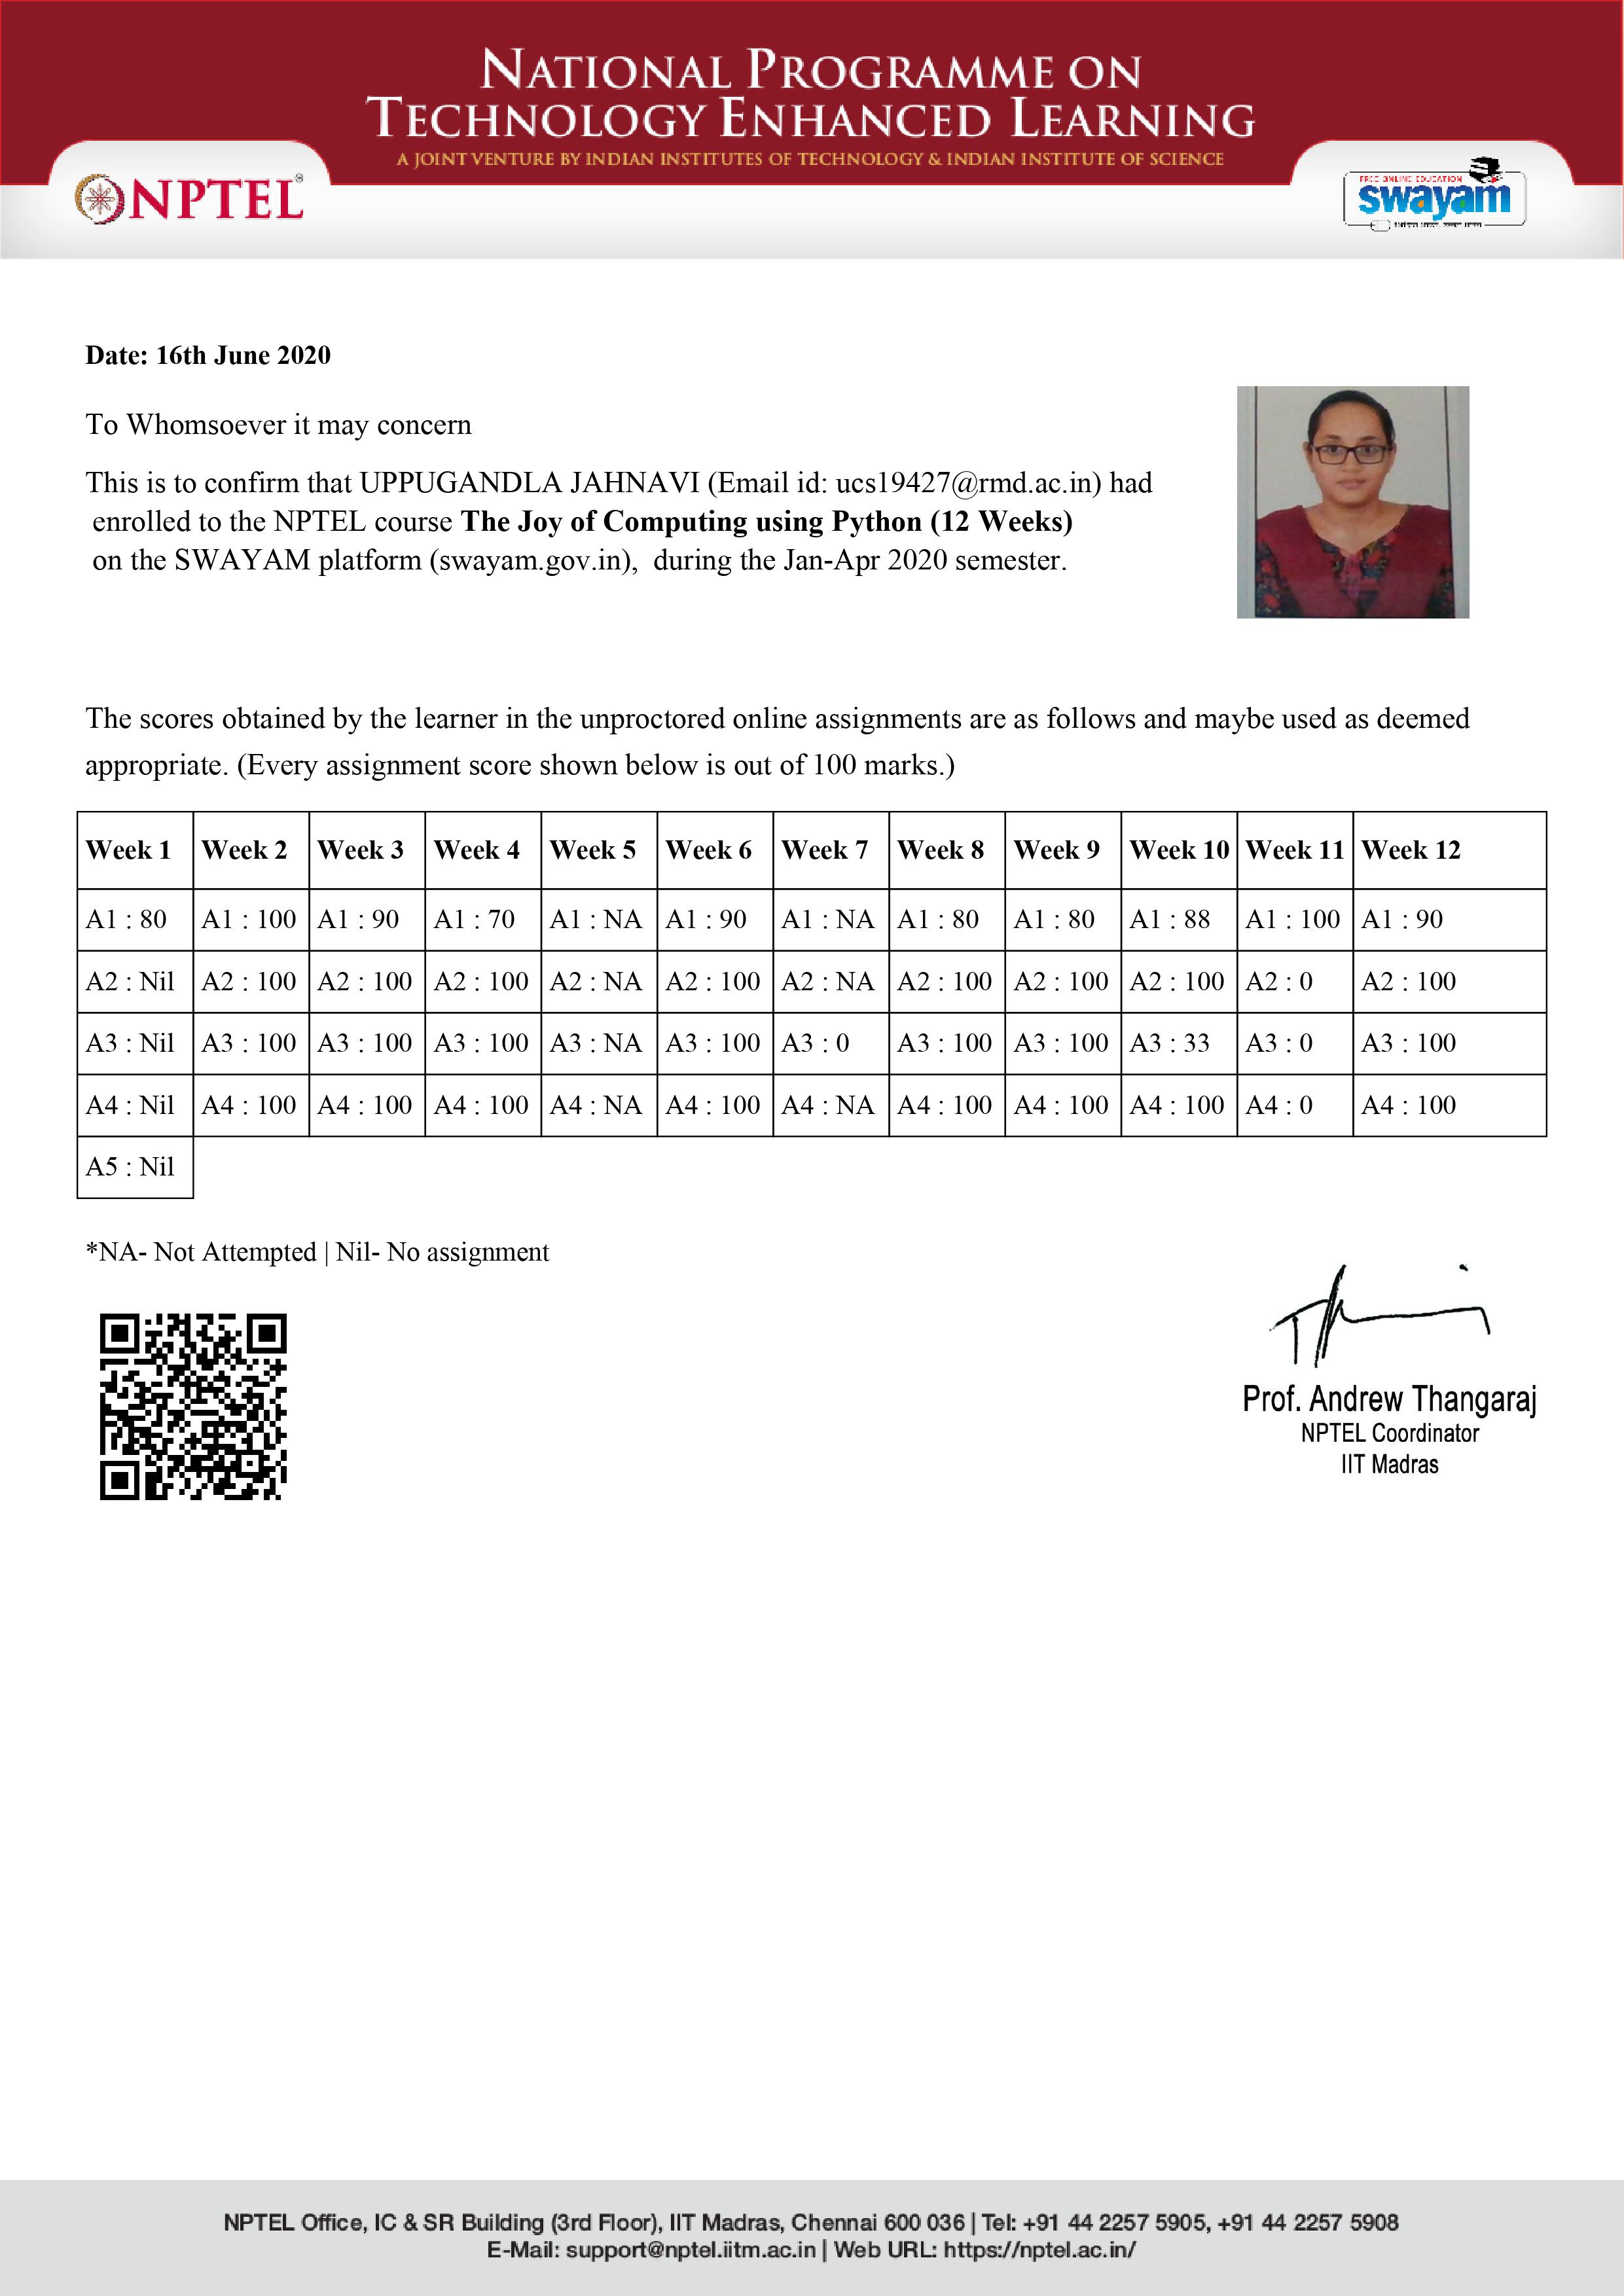 NATIONAL PROGRAMME ON
TECHNOLOGY ENHANCED LEARNING
A JOINT VENTURE BY INDIAN INSTITUTES OF TECHNOLOGY & INDIAN INSTITUTE OF SCIENCE
NPTEL®
FREE ONLINE EDUCATION
swayam
Date: 16th June 2020
To Whomsoever it may concern
This is to confirm that UPPUGANDLA JAHNAVI (Email id: ucs19427@rmd.ac.in) had
enrolled to the NPTEL course The Joy of Computing using Python (12 Weeks)
on the SWAYAM platform (swayam.gov.in), during the Jan-Apr 2020 semester.
The scores obtained by the learner in the unproctored online assignments are as follows and maybe used as deemed
appropriate. (Every assignment score shown below is out of 100 marks.)
Week 1 Week 2 Week 3 Week 4 Week 5 Week 6 Week 7 Week 8 Week 9 Week 10 Week 11 Week 12
A1 : 80 A1 : 100 A1 : 90 A1 : 70 A1 : NA A1 : 90 A1 : NA A1 : 80 A1 : 80 A1 : 88 A1 : 100 A1 : 90
A2 : Nil A2 : 100 A2 : 100 A2 : 100 A2 : NA A2 : 100 A2 : NA A2 : 100 A2 : 100 A2 : 100 A2 : 0 A2 : 100
A3 : Nil A3 : 100 A3 : 100 A3 : 100 A3 : NA A3 : 100 A3 : 0 A3 : 100 A3 : 100 A3 : 33 A3 : 0 A3 : 100
A4 : Nil A4 : 100 A4 : 100 A4 : 100 A4 : NA A4 : 100 A4 : NA A4 : 100 A4 : 100 A4 : 100 A4 : 0 A4 : 100
A5 : Nil
*NA- Not Attempted | Nil- No assignment
Prof. Andrew Thangaraj
NPTEL Coordinator
IIT Madras
NPTEL Office, IC & SR Building (3rd Floor), IIT Madras, Chennai 600 036 | Tel: +91 44 2257 5905, +91 44 2257 5908
E-Mail: support@nptel.iitm.ac.in | Web URL: https://nptel.ac.in/